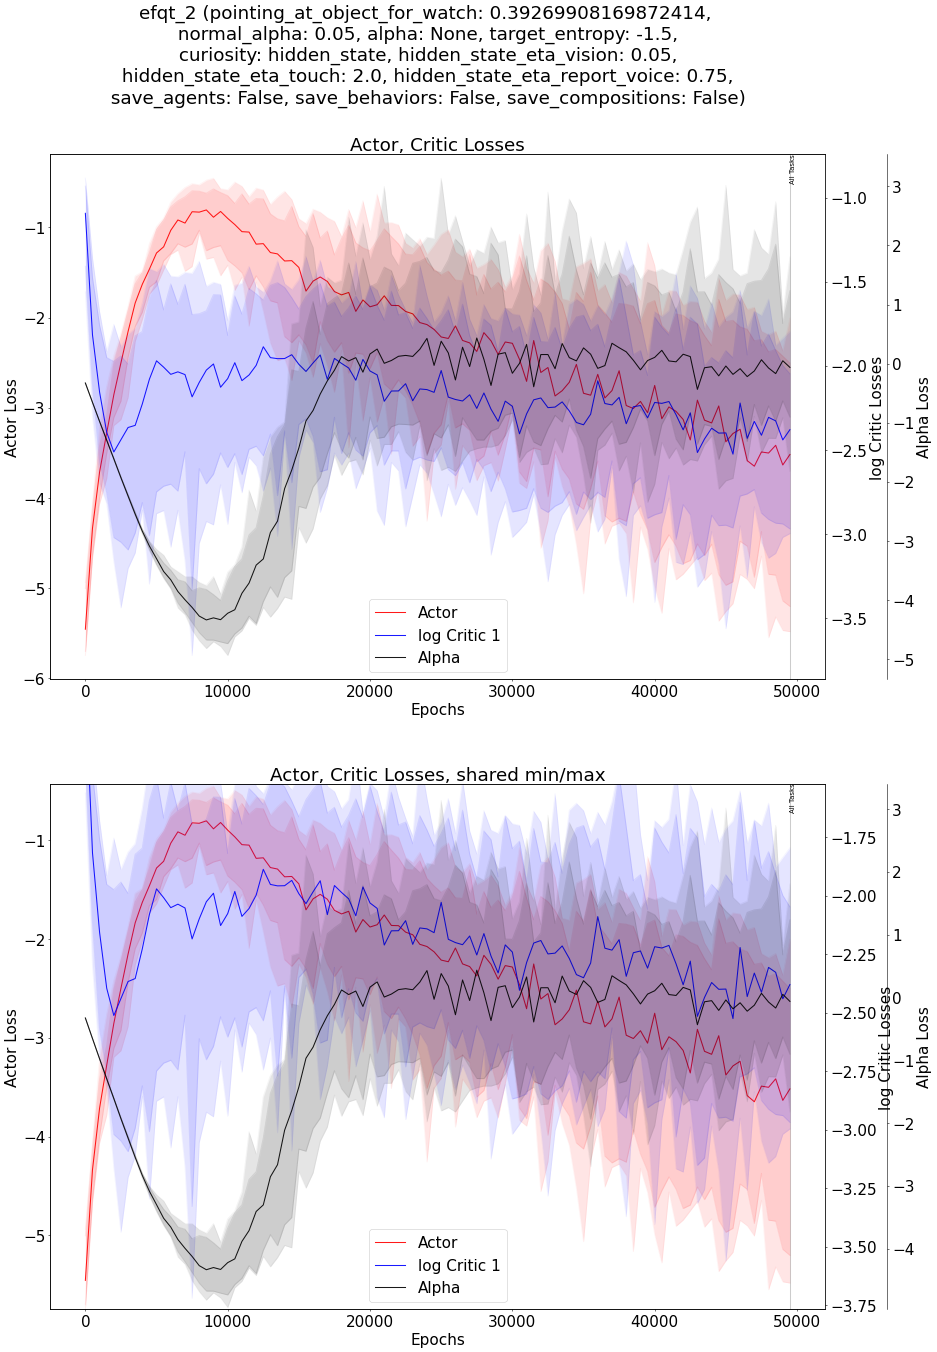 efqt_2 (pointing_at_object_for_watch: 0.39269908169872414,
normal_alpha: 0.05, alpha: None, target_entropy: -1.5,
curiosity: hidden_state, hidden_state_eta_vision: 0.05,
hidden_state_eta_touch: 2.0, hidden_state_eta_report_voice: 0.75,
save_agents: False, save_behaviors: False, save_compositions: False)
Actor, Critic Losses
All Tasks
Actor Loss
−1
−2
−3
−4
−5
−6
log Critic Losses
−1.0
−1.5
−2.0
−2.5
−3.0
−3.5
Alpha Loss
3
2
1
0
−1
−2
−3
−4
−5
Actor
log Critic 1
Alpha
0 10000 20000 30000 40000 50000
Epochs
Actor, Critic Losses, shared min/max
All Tasks
Actor Loss
−1
−2
−3
−4
−5
log Critic Losses
−1.75
−2.00
−2.25
−2.50
−2.75
−3.00
−3.25
−3.50
−3.75
Alpha Loss
3
2
1
0
−1
−2
−3
−4
Actor
log Critic 1
Alpha
0 10000 20000 30000 40000 50000
Epochs